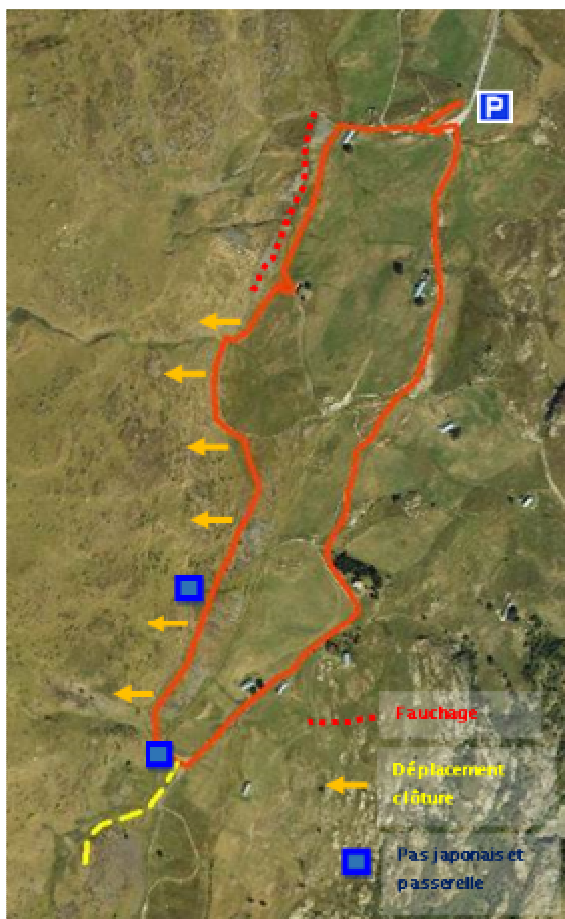 P
Fauchage
Déplacement
clôture
Pas japonais et
passerelle